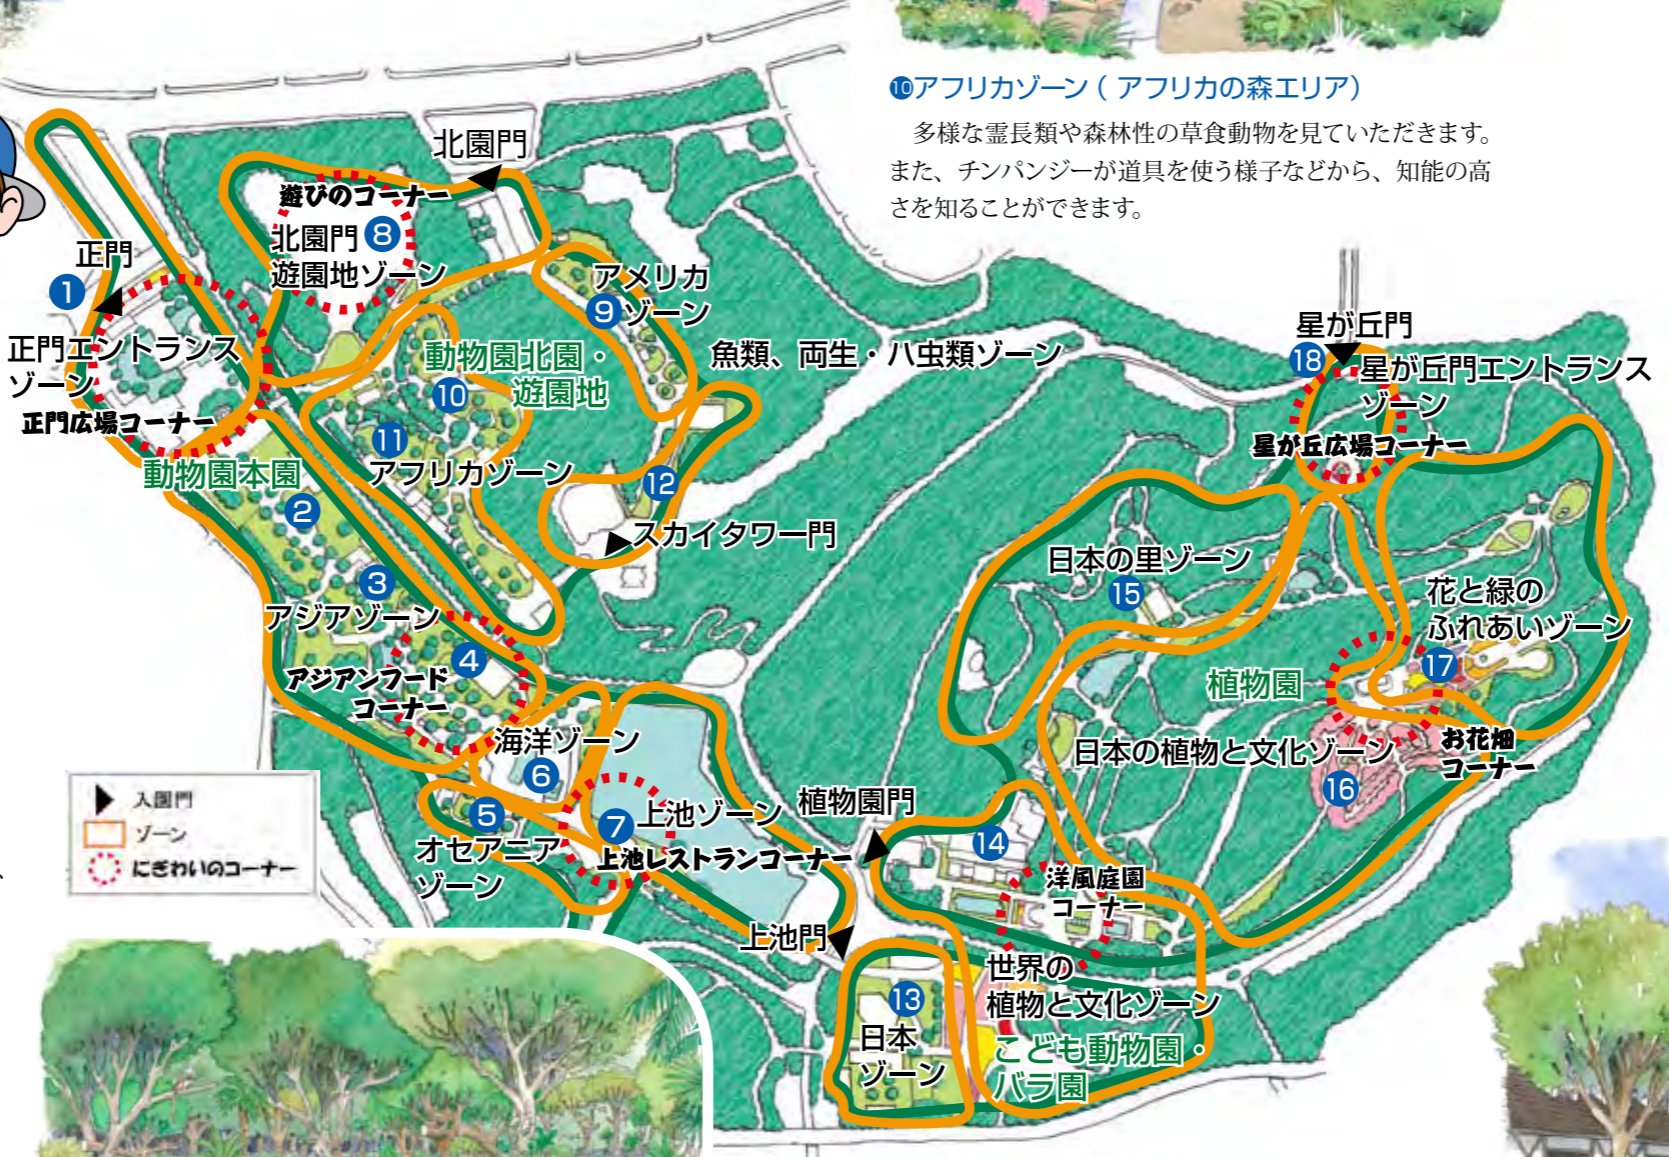 ⑩アフリカゾーン（アフリカの森エリア）
多様な霊長類や森林性の草食動物を見ていただきます。
また、チンパンジーが道具を使う様子などから、知能の高
さを知ることができます。
北園門
遊びのコーナー
北園門 ⑧
遊園地ゾーン
正門
①
正門エントランス
ゾーン
正門広場コーナー
アメリカ
⑨ゾーン
動物園北園・
遊園地
⑩
⑪
アフリカゾーン
魚類、両生・ハ虫類ゾーン
⑫
スカイタワー門
動物園本園
②
③
アジアゾーン
④
アジアンフード
コーナー
海洋ゾーン
⑥
⑤
オセアニア
ゾーン
⑦上池ゾーン
上池レストランコーナー
植物園門
上池門
星が丘門
⑱
星が丘門エントランス
ゾーン
星が丘広場コーナー
日本の里ゾーン
⑮
花と緑の
ふれあいゾーン
⑰
植物園
日本の植物と文化ゾーン
⑯
お花畑
コーナー
⑭
洋風庭園
コーナー
世界の
植物と文化ゾーン
⑬
日本
ゾーン
こども動物園・
バラ園
入園門
ゾーン
にぎわいのコーナー